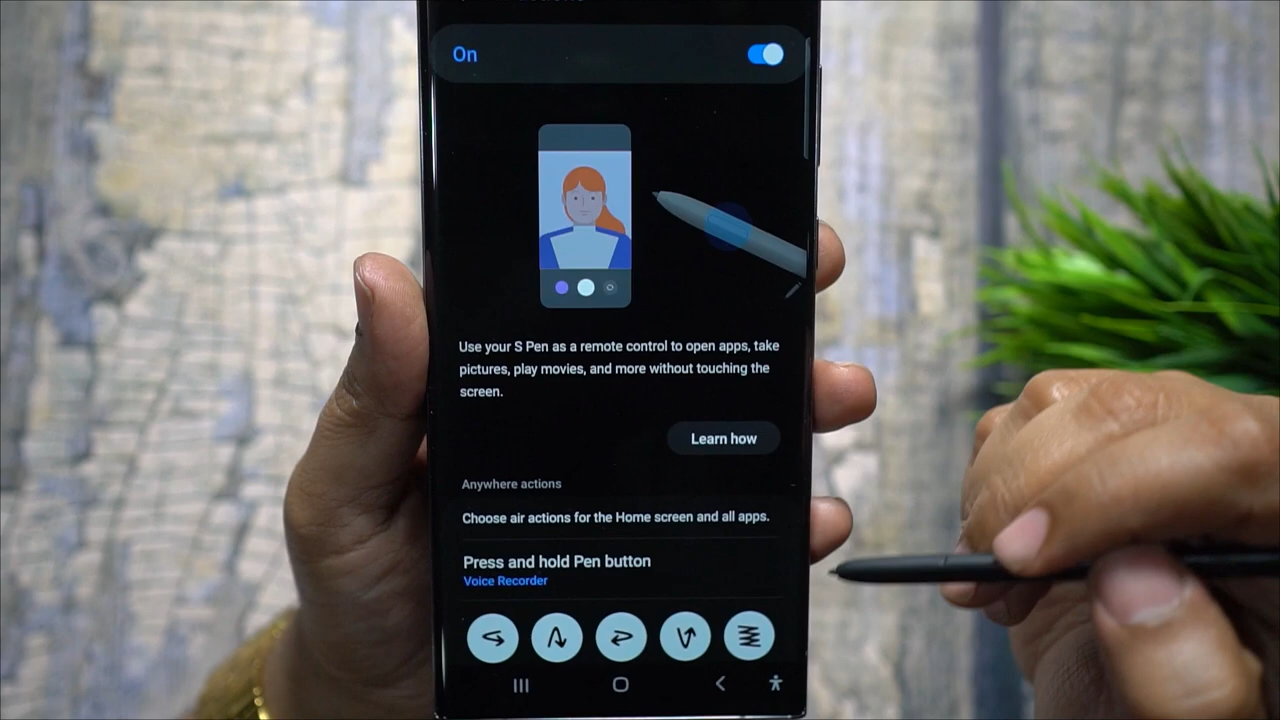 On
Use your S Pen as a remote control to open apps, take
pictures, play movies, and more without touching the
screen.
Learn how
Anywhere actions
Choose air actions for the Home screen and all apps.
Press and hold Pen button
Voice Recorder